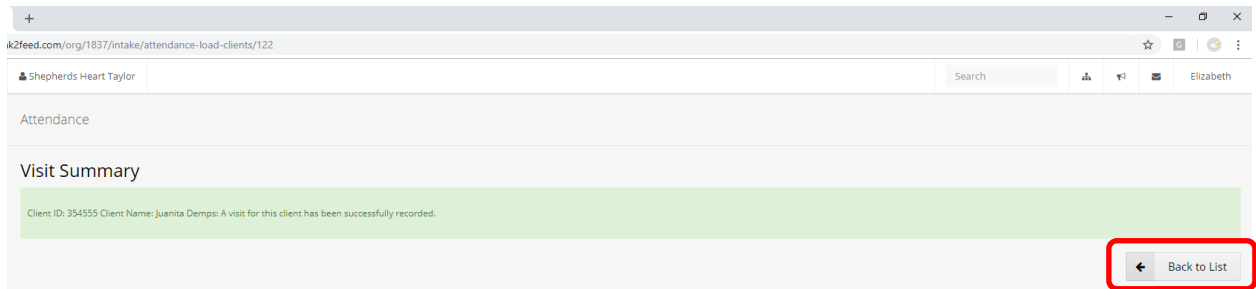 +
k2feed.com/org/1837/intake/attendance-load-clients/122
G
Shepherds Heart Taylor
Search
Elizabeth
Attendance
Visit Summary
Client ID: 354555 Client Name: Juanita Demps: A visit for this client has been successfully recorded.
Back to List